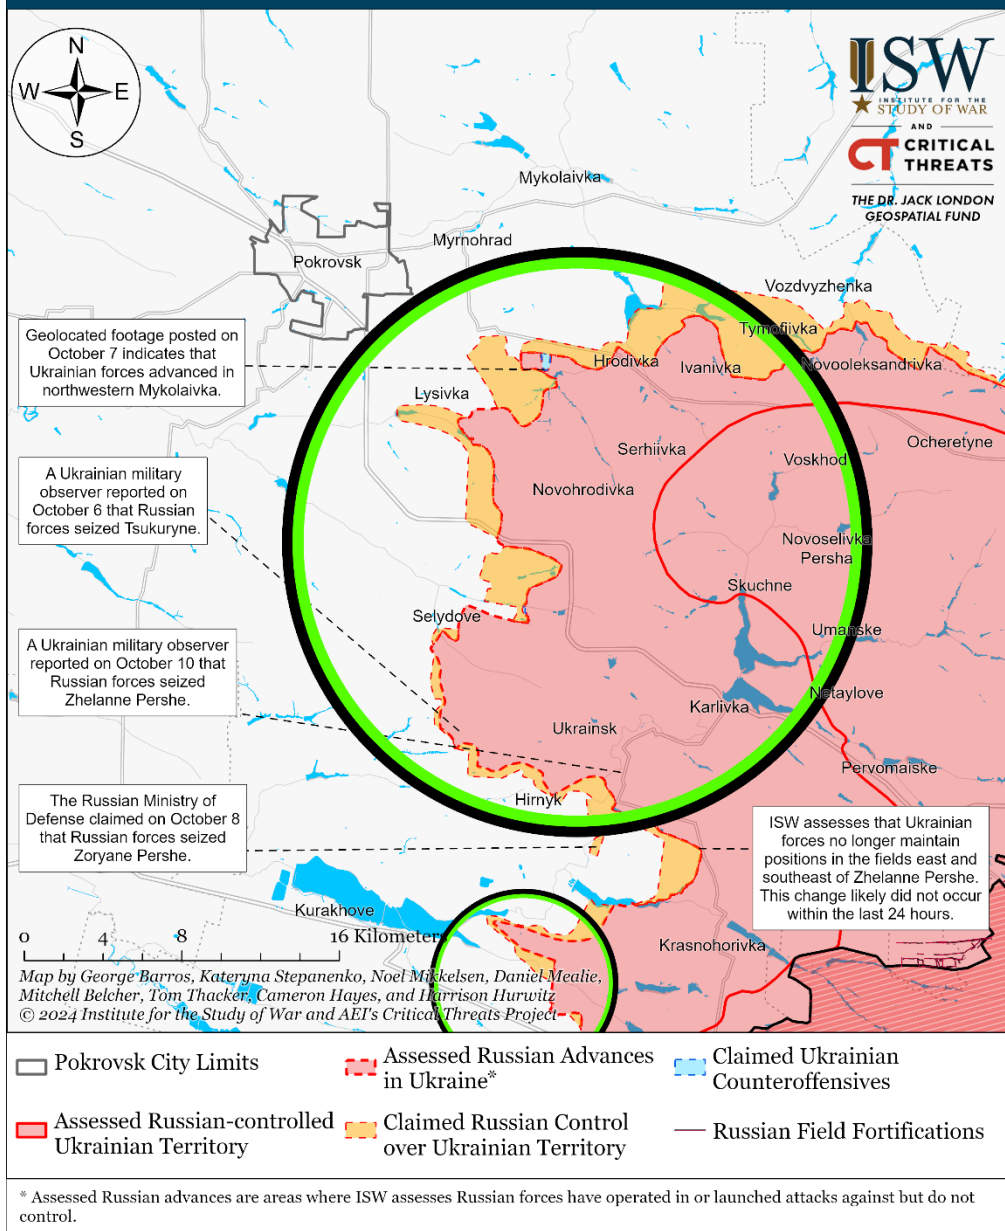 N
W E
S
ISW
INSTITUTE FOR THE
STUDY OF WAR
AND
CT CRITICAL
THREATS
THE DR. JACK LONDON
GEOSPATIAL FUND
Mykolaivka
Myrnohrad
Pokrovsk
Vozdvyzhenka
Tymofiivka
Geolocated footage posted on
October 7 indicates that
Ukrainian forces advanced in
northwestern Mykolaivka.
Hrodivka
Ivanivka
Novooleksandrivka
Lysivka
Ocheretyne
Serhiivka
Voskhod
A Ukrainian military
observer reported on
October 6 that Russian
forces seized Tsukuryne.
Novohrodivka
Novoselivka
Persha
Skuchne
Selydove
Umanske
A Ukrainian military observer
reported on October 10 that
Russian forces seized
Zhelanne Pershe.
Netaylove
Karlivka
Ukrainsk
Pervomaiske
The Russian Ministry of
Defense claimed on October 8
that Russian forces seized
Zoryane Pershe.
Hirnyk
ISW assesses that Ukrainian
forces no longer maintain
positions in the fields east and
southeast of Zhelanne Pershe.
This change likely did not occur
within the last 24 hours.
Kurakhove
Krasnohorivka
0 4 8 16 Kilometers
Map by George Barros, Kateryna Stepanenko, Noel Mikkelsen, Daniel Mealie,
Mitchell Belcher, Tom Thacker, Cameron Hayes, and Harrison Hurwitz
© 2024 Institute for the Study of War and AEI's Critical Threats Project
Pokrovsk City Limits
Assessed Russian Advances
in Ukraine*
Claimed Ukrainian
Counteroffensives
Assessed Russian-controlled
Ukrainian Territory
Claimed Russian Control
over Ukrainian Territory
Russian Field Fortifications
* Assessed Russian advances are areas where ISW assesses Russian forces have operated in or launched attacks against but do not
control.